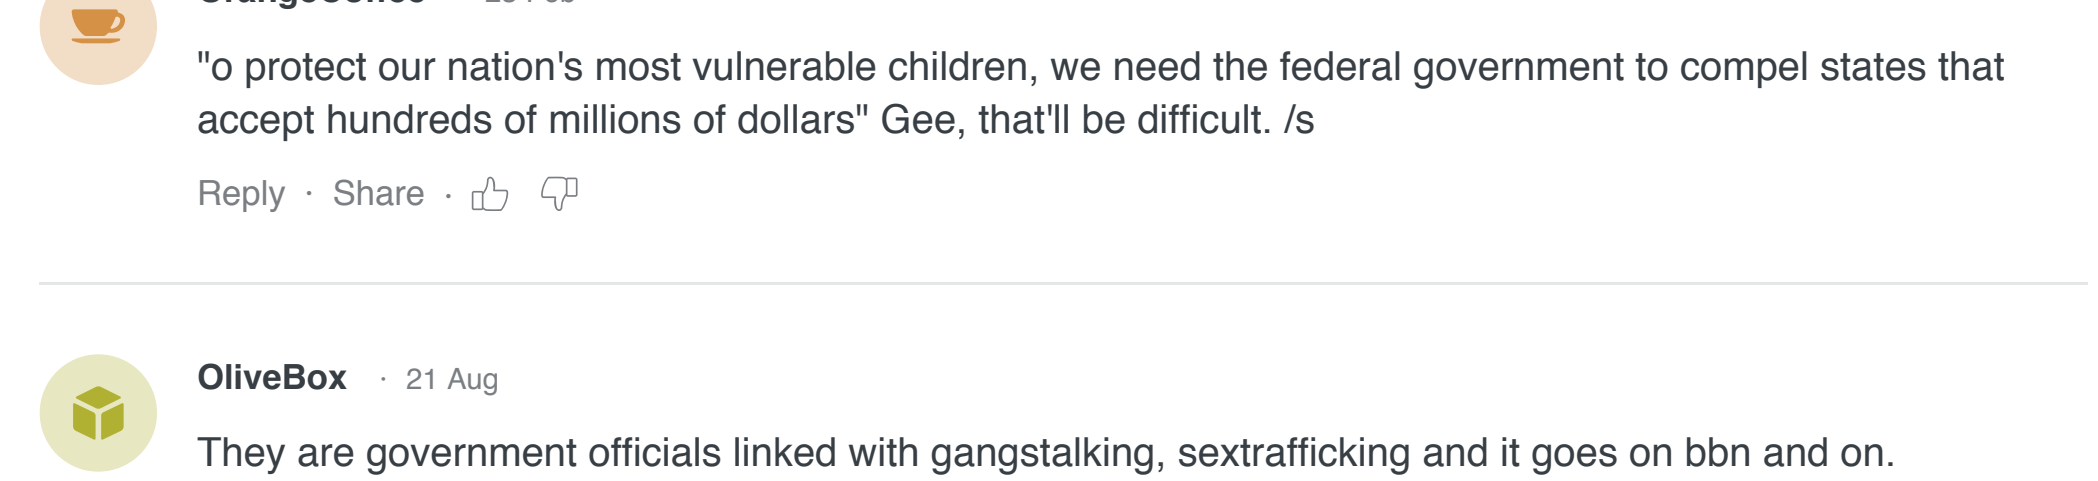 "o protect our nation's most vulnerable children, we need the federal government to compel states that
accept hundreds of millions of dollars" Gee, that'll be difficult. /s
Reply · Share ·
OliveBox · 21 Aug
They are government officials linked with gangstalking, sextrafficking and it goes on bbn and on.